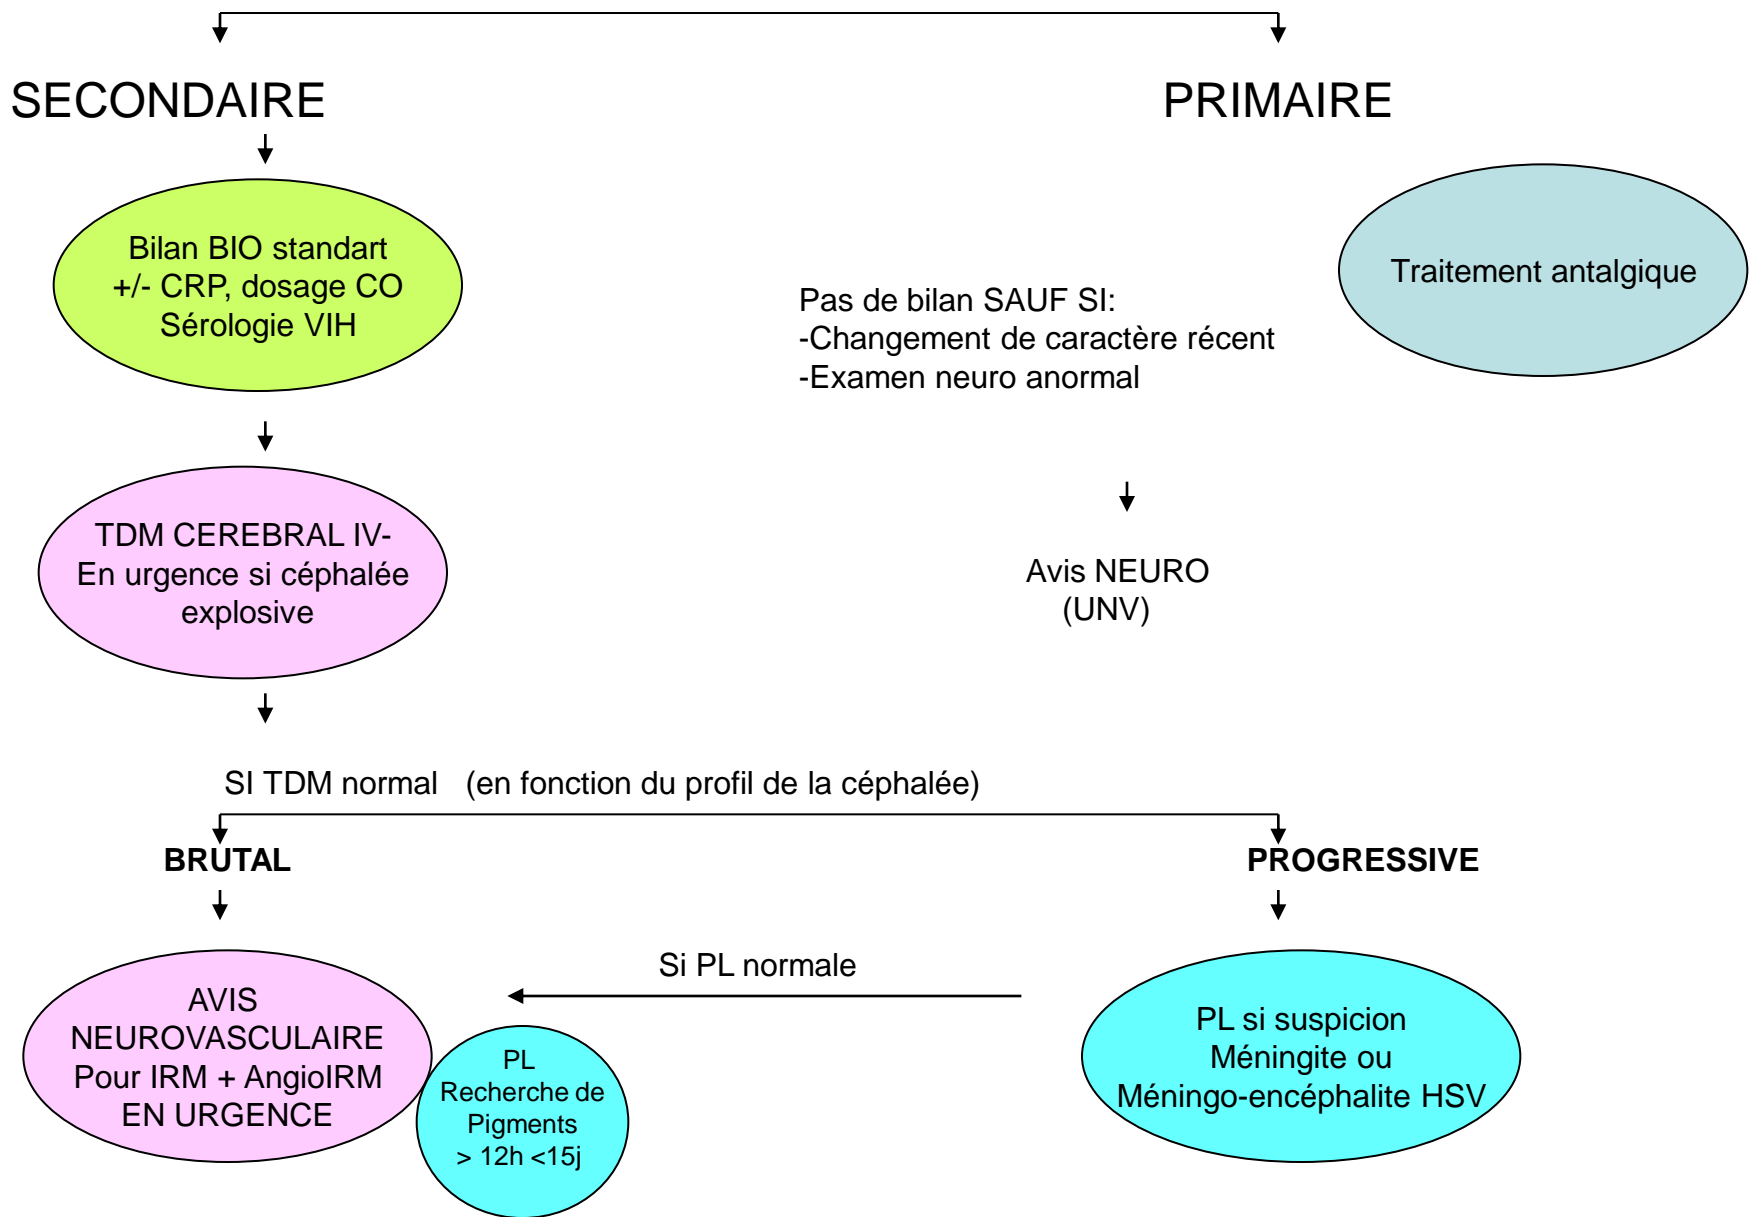 SECONDAIRE
PRIMAIRE
Bilan BIO standart
+/- CRP, dosage CO
Sérologie VIH
Pas de bilan SAUF SI:
-Changement de caractère récent
-Examen neuro anormal
Traitement antalgique
TDM CEREBRAL IV-
En urgence si céphalée
explosive
Avis NEURO
(UNV)
SI TDM normal (en fonction du profil de la céphalée)
BRUTAL
PROGRESSIVE
AVIS
NEUROVASCULAIRE
Pour IRM + AngioIRM
EN URGENCE
PL
Recherche de
Pigments
> 12h <15j
Si PL normale
PL si suspicion
Méningite ou
Méningo-encéphalite HSV